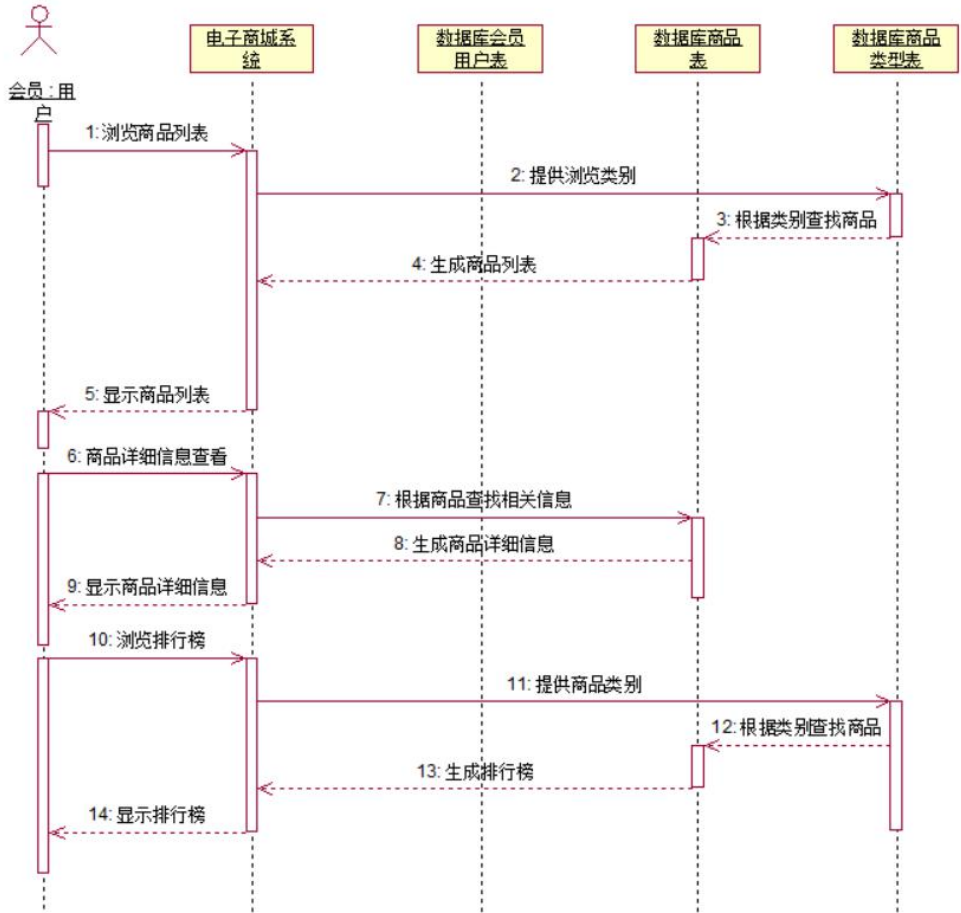 电子商城系
统
数据库会员
用户表
数据库商品
表
数据库商品
类型表
会员 : 用
户
1: 浏览商品列表
2: 提供浏览类别
3: 根据类别查找商品
4: 生成商品列表
5: 显示商品列表
6: 商品详细信息查看
7: 根据商品查找相关信息
8: 生成商品详细信息
9: 显示商品详细信息
10: 浏览排行榜
11: 提供商品类别
12: 根据类别查找商品
13: 生成排行榜
14: 显示排行榜